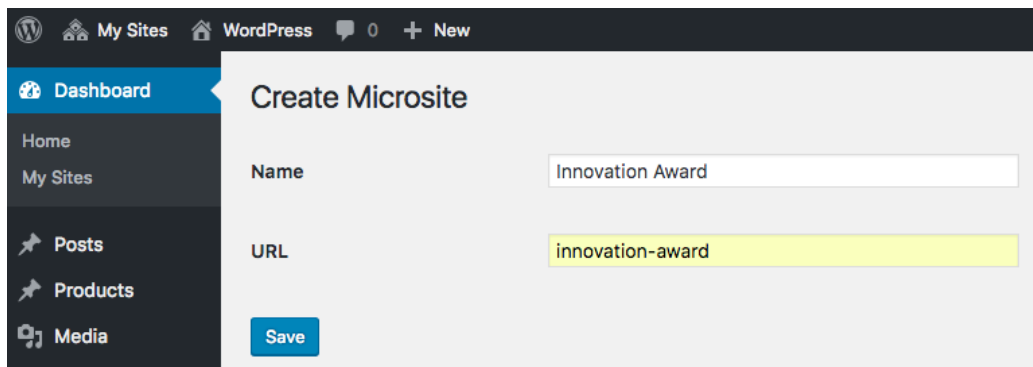 My Sites WordPress 0 + New
Dashboard
Create Microsite
Home
My Sites
Name Innovation Award
Posts
URL innovation-award
Products
Media
Save